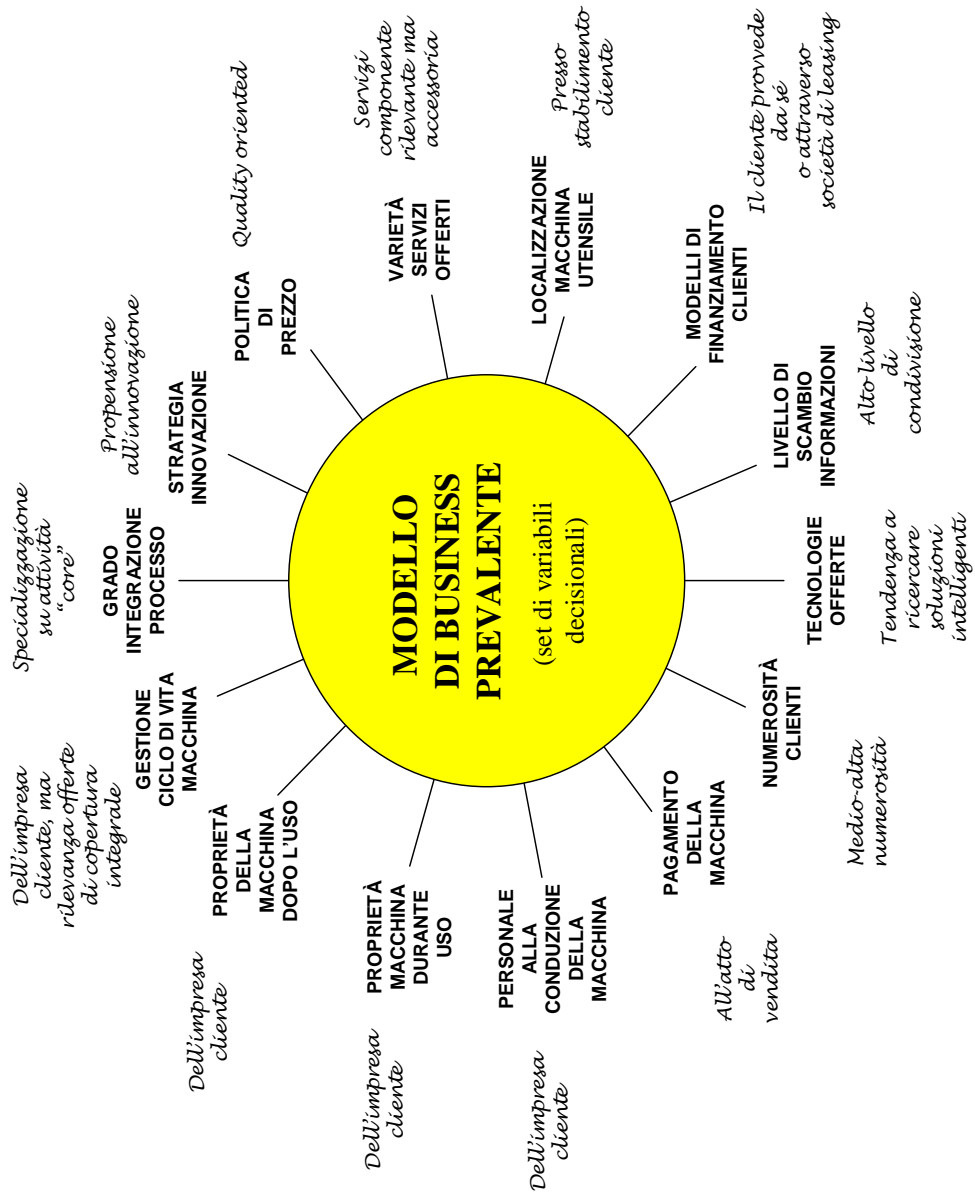 MODELLO
DI BUSINESS
PREVALENTE
(set di variabili
decisionali)
GRADO
INTEGRAZIONE
PROCESSO
Specializzazione
su attività
“core”
STRATEGIA
INNOVAZIONE
Propensione
all'innovazione
POLITICA
DI
PREZZO
Quality oriented
VARIETÀ
SERVIZI
OFFERTI
Servizi
componente
rilevante ma
accessoria
LOCALIZZAZIONE
MACCHINA
UTENSILE
Presso
stabilimento
cliente
MODELLI DI
FINANZIAMENTO
CLIENTI
Il cliente provvede
da sé
o attraverso
società di leasing
LIVELLO DI
SCAMBIO
INFORMAZIONI
Alto livello
di
condivisione
TECNOLOGIE
OFFERTE
Tendenza a
ricercare
soluzioni
intelligenti
NUMEROSITÀ
CLIENTI
Medio-alta
numerosità
PAGAMENTO
DELLA
MACCHINA
All'atto
di
vendita
PERSONALE
ALLA
CONDUZIONE
DELLA
MACCHINA
Dell'impresa
cliente
PROPRIETÀ
MACCHINA
DURANTE
USO
Dell'impresa
cliente
PROPRIETÀ
DELLA
MACCHINA
DOPO L'USO
Dell'impresa
cliente
GESTIONE
CICLO DI VITA
MACCHINA
Dell'impresa
cliente, ma
rilevanza offerte
di copertura
integrale